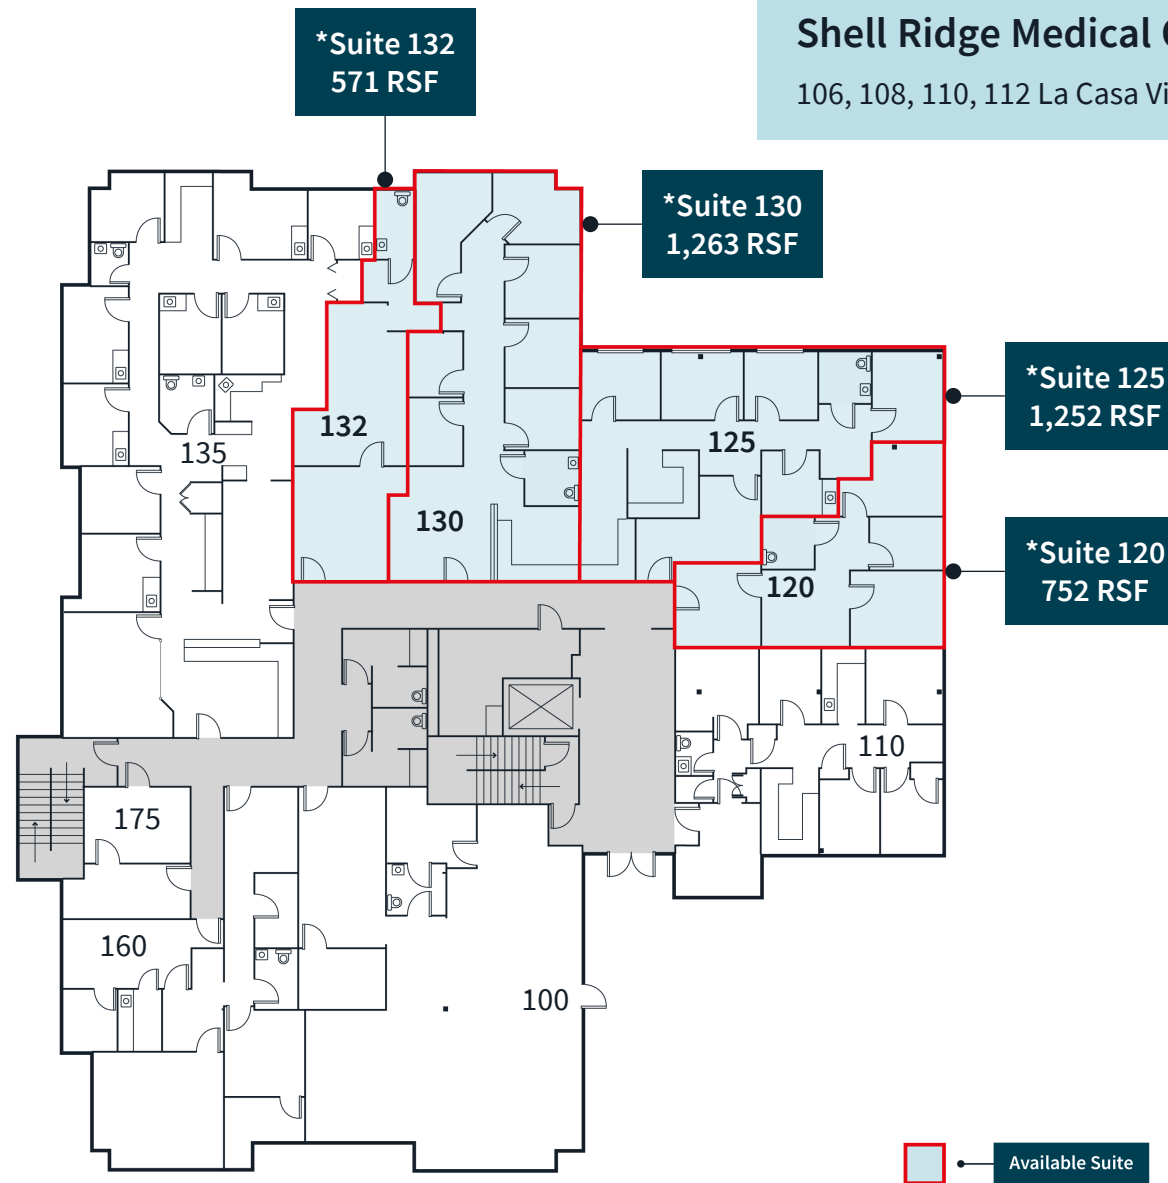 *Suite 132
571 RSF
Shell Ridge Medical
106, 108, 110, 112 La Casa
*Suite 130
1,263 RSF
*Suite 125
1,252 RSF
132
125
135
130
*Suite 120
752 RSF
120
110
175
160
100
Available Suite